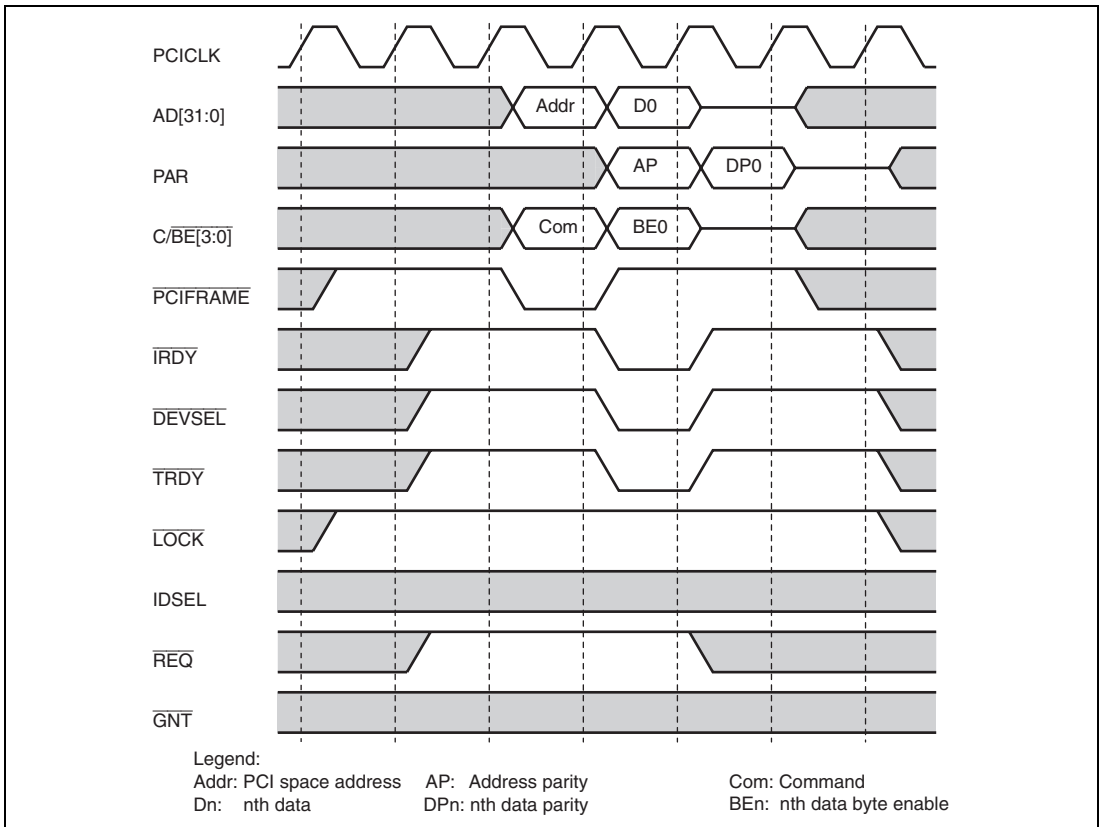 PCICLK
AD[31:0] Addr D0
PAR AP DP0
C/BE[3:0] Com BE0
PCIFRAME
IRDY
DEVSEL
TRDY
LOCK
IDSEL
REQ
GNT
Legend:
Addr: PCI space address AP: Address parity Com: Command
Dn: nth data DPn: nth data parity BEn: nth data byte enable